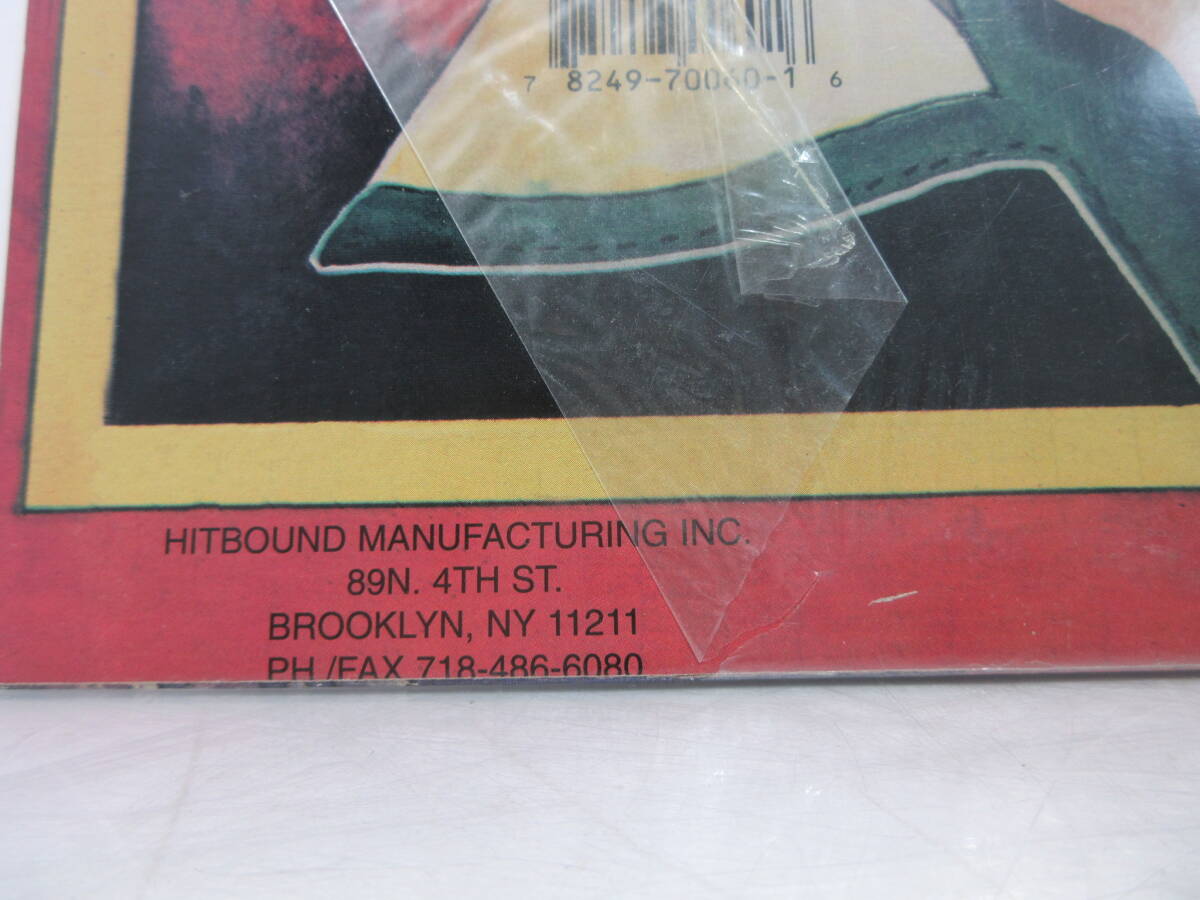 7 8249-70060-1 6
HITBOUND MANUFACTURING INC.
89N. 4TH ST.
BROOKLYN, NY 11211
PH /FAX 718-486-6080